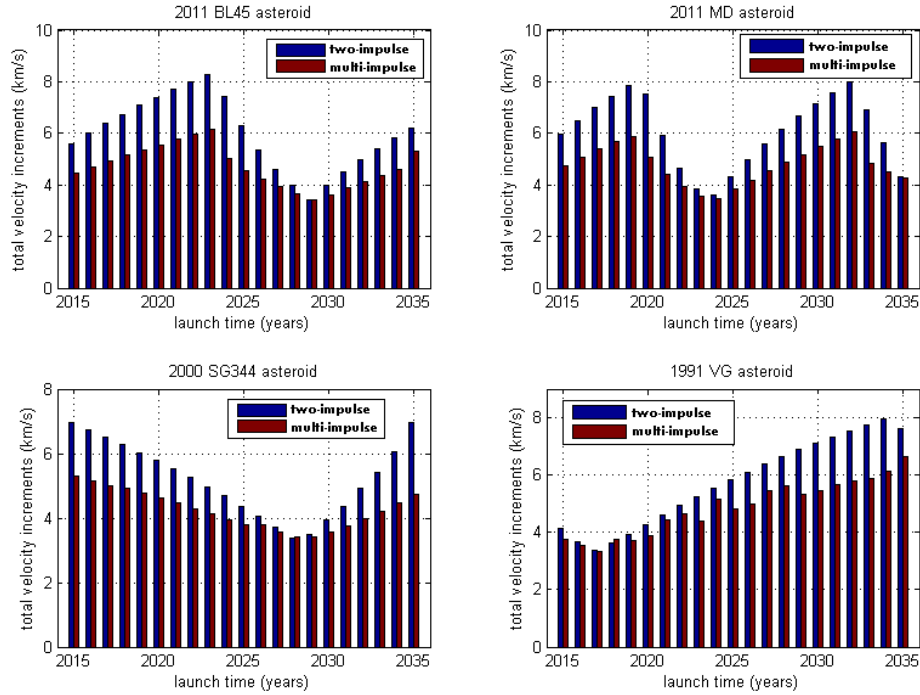 2011 BL45 asteroid
10
8
6
4
2
0
total velocity increments (km/s)
two-impulse
multi-impulse
2015 2020 2025 2030 2035
launch time (years)
2011 MD asteroid
10
8
6
4
2
0
total velocity increments (km/s)
two-impulse
multi-impulse
2015 2020 2025 2030 2035
launch time (years)
2000 SG344 asteroid
8
6
4
2
0
total velocity increments (km/s)
two-impulse
multi-impulse
2015 2020 2025 2030 2035
launch time (years)
1991 VG asteroid
8
6
4
2
0
total velocity increments (km/s)
two-impulse
multi-impulse
2015 2020 2025 2030 2035
launch time (years)